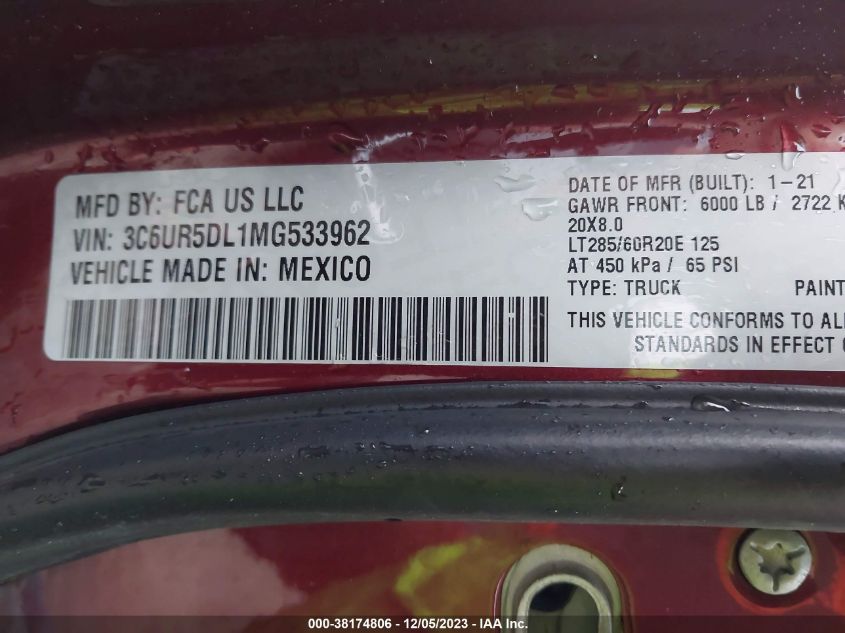 MFD BY: FCA US LLC
VIN: 3C6UR5DL1MG533962
VEHICLE MADE IN: MEXICO
DATE OF MFR (BUILT): 1-21
GAWR FRONT: 6000 LB / 2722 K
20X8.0
LT285/60R20E 125
AT 450 kPa / 65 PSI
TYPE: TRUCK PAINT
THIS VEHICLE CONFORMS TO ALL
STANDARDS IN EFFECT
000-38174806 - 12/05/2023 - IAA Inc.